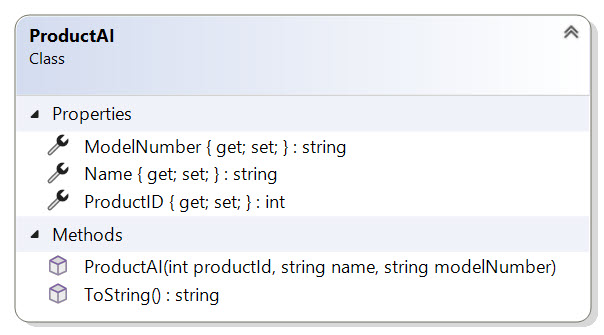 ProductAI
Class
Properties
ModelNumber { get; set; } : string
Name { get; set; } : string
ProductID { get; set; } : int
Methods
ProductAI(int productId, string name, string modelNumber)
ToString() : string